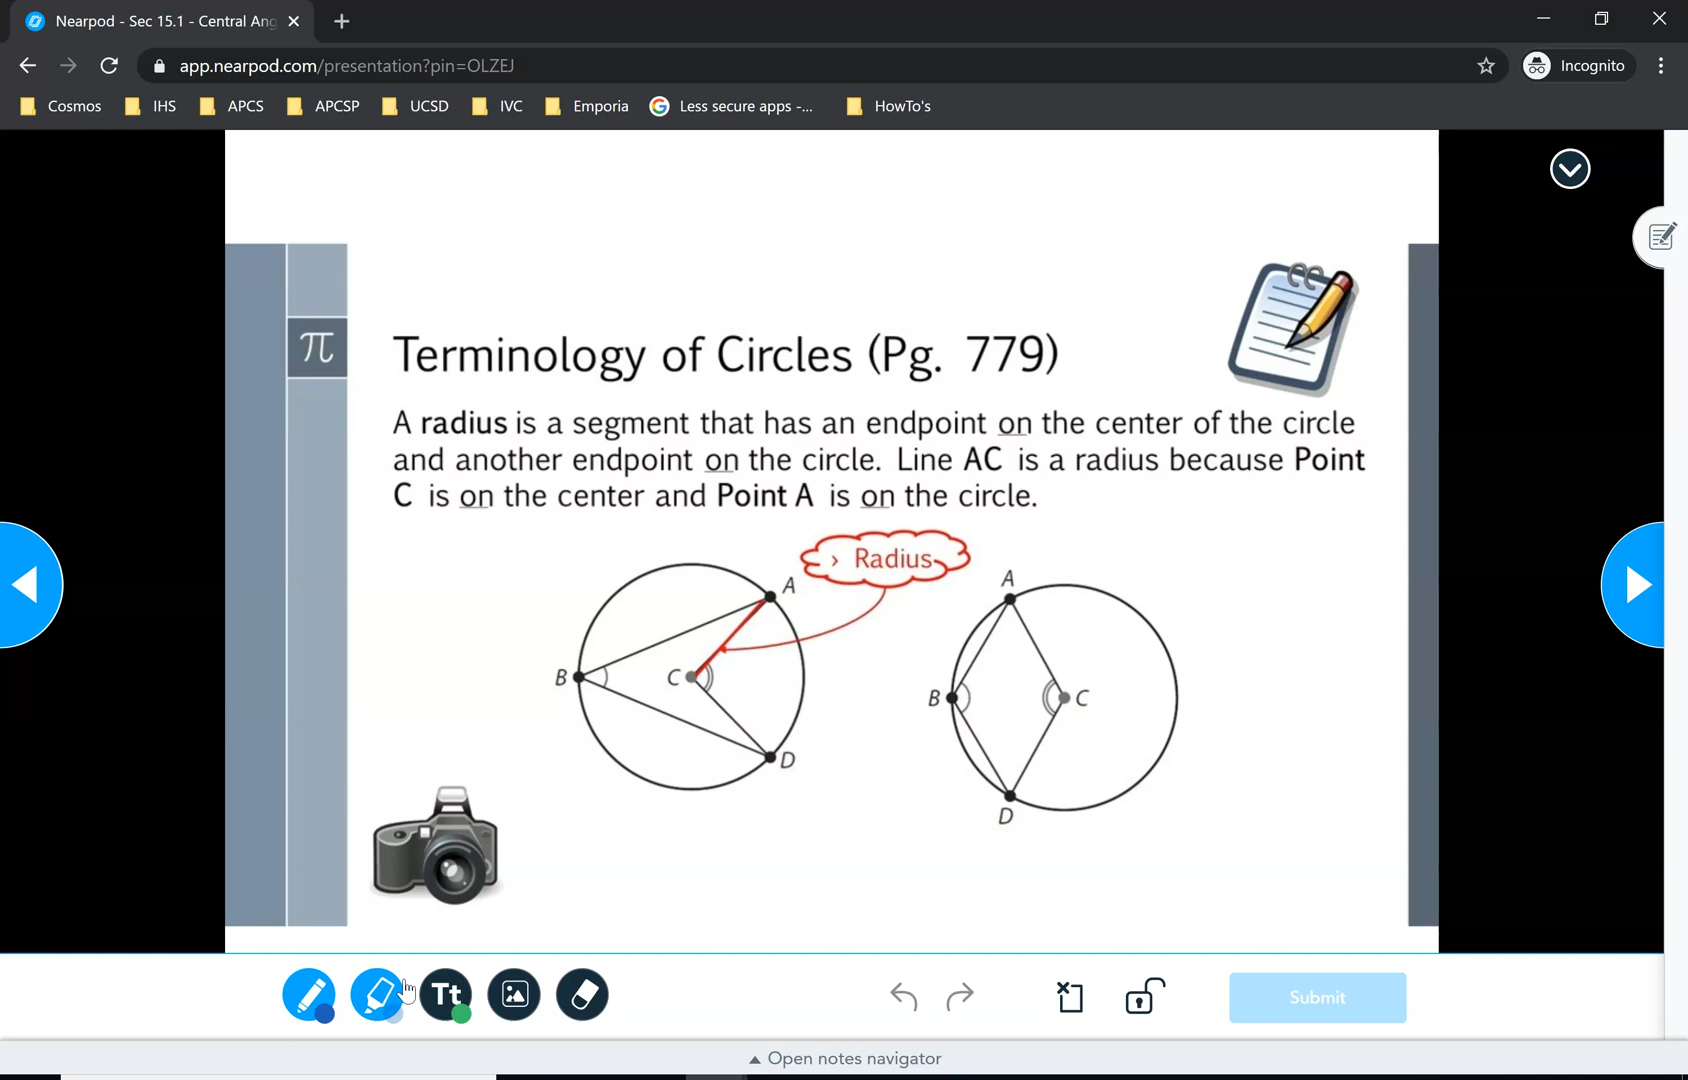 Nearpod - Sec 15.1 - Central Ang
app.nearpod.com/presentation?pin=OLZEJ
Incognito
Cosmos IHS APCS APCSP UCSD IVC Emporia Less secure apps -... HowTo's
π
Terminology of Circles (Pg. 779)
A radius is a segment that has an endpoint on the center of the circle
and another endpoint on the circle. Line AC is a radius because Point
C is on the center and Point A is on the circle.
› Radius
A
B
C
D
A
B
C
D
Tt
Submit
Open notes navigator